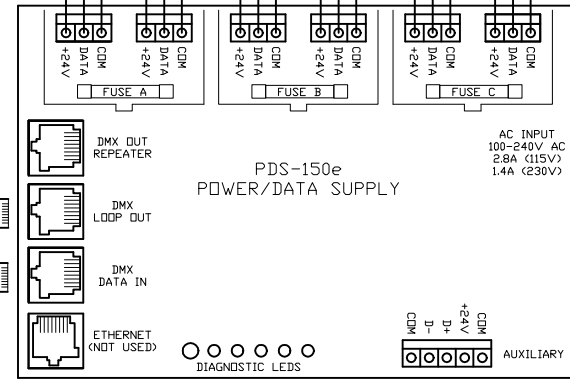 +24V DATA COM +24V DATA COM +24V DATA COM +24V DATA COM +24V DATA COM +24V DATA COM
FUSE A FUSE B FUSE C
DMX OUT
REPEATER
AC INPUT
100-240V AC
2.8A (115V)
1.4A (230V)
PDS-150e
POWER/DATA SUPPLY
DMX
LOOP OUT
DMX
DATA IN
ETHERNET
(NOT USED)
DIAGNOSTIC LEDS
COM D- D+ +24V COM
AUXILIARY